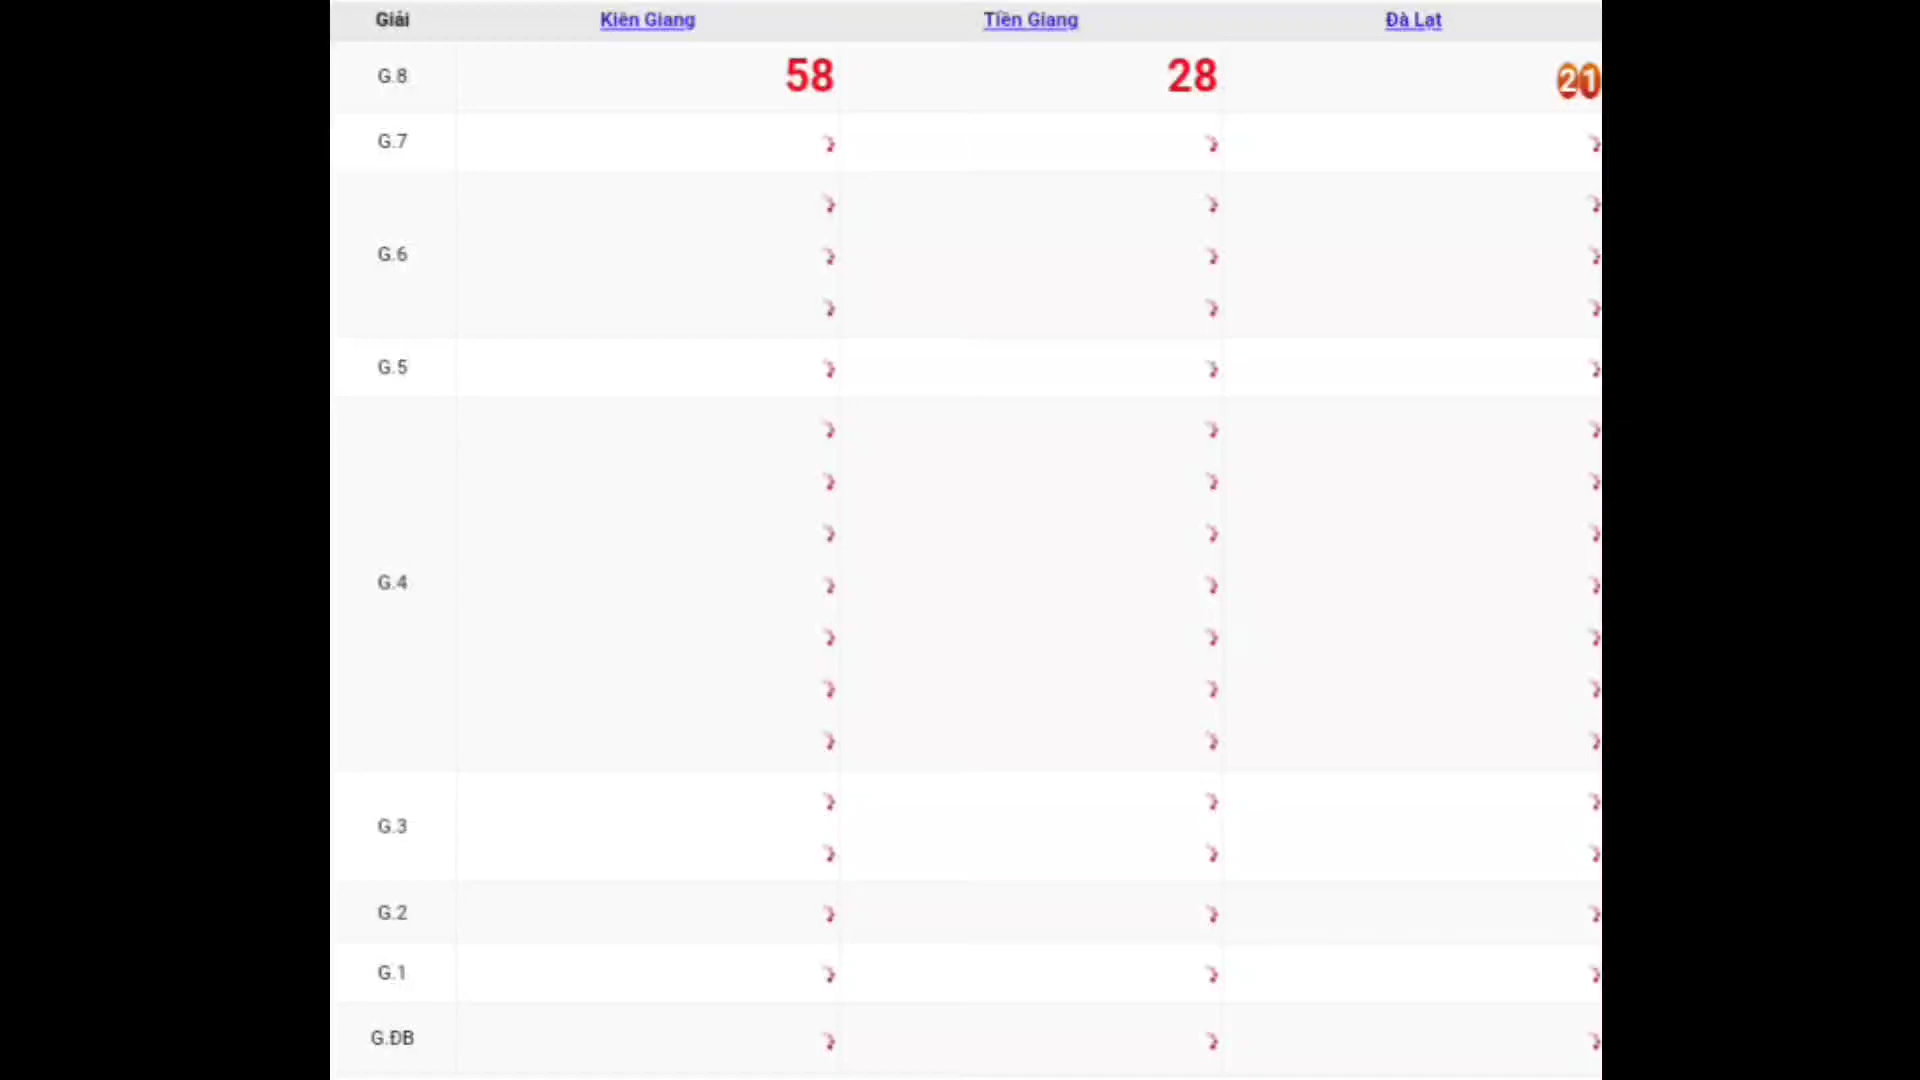 Giải Kiên Giang Tiền Giang Đà Lạt
G.8 58 28 21
G.7
G.6
G.5
G.4
G.3
G.2
G.1
G.ĐB